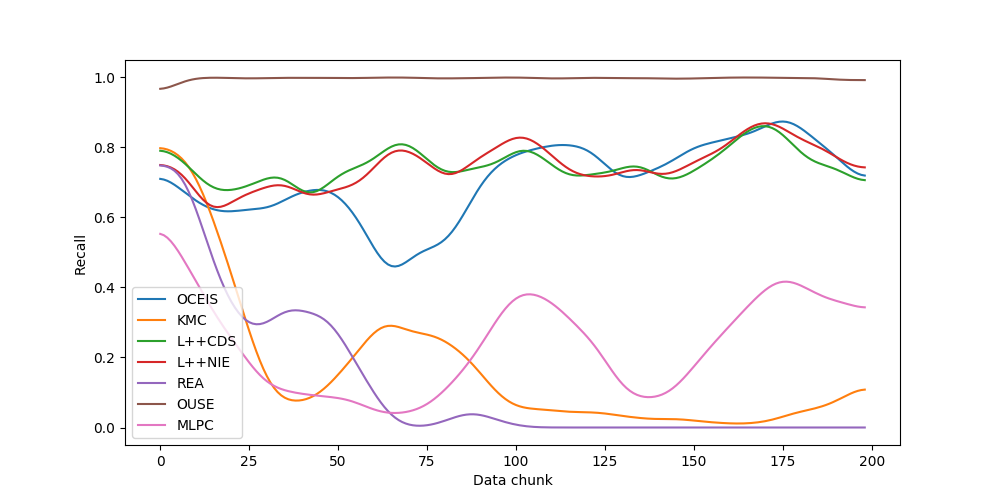 1.0
0.8
0.6
0.4
0.2
0.0
Recall
OCEIS
KMC
L++CDS
L++NIE
REA
OUSE
MLPC
0 25 50 75 100 125 150 175 200
Data chunk